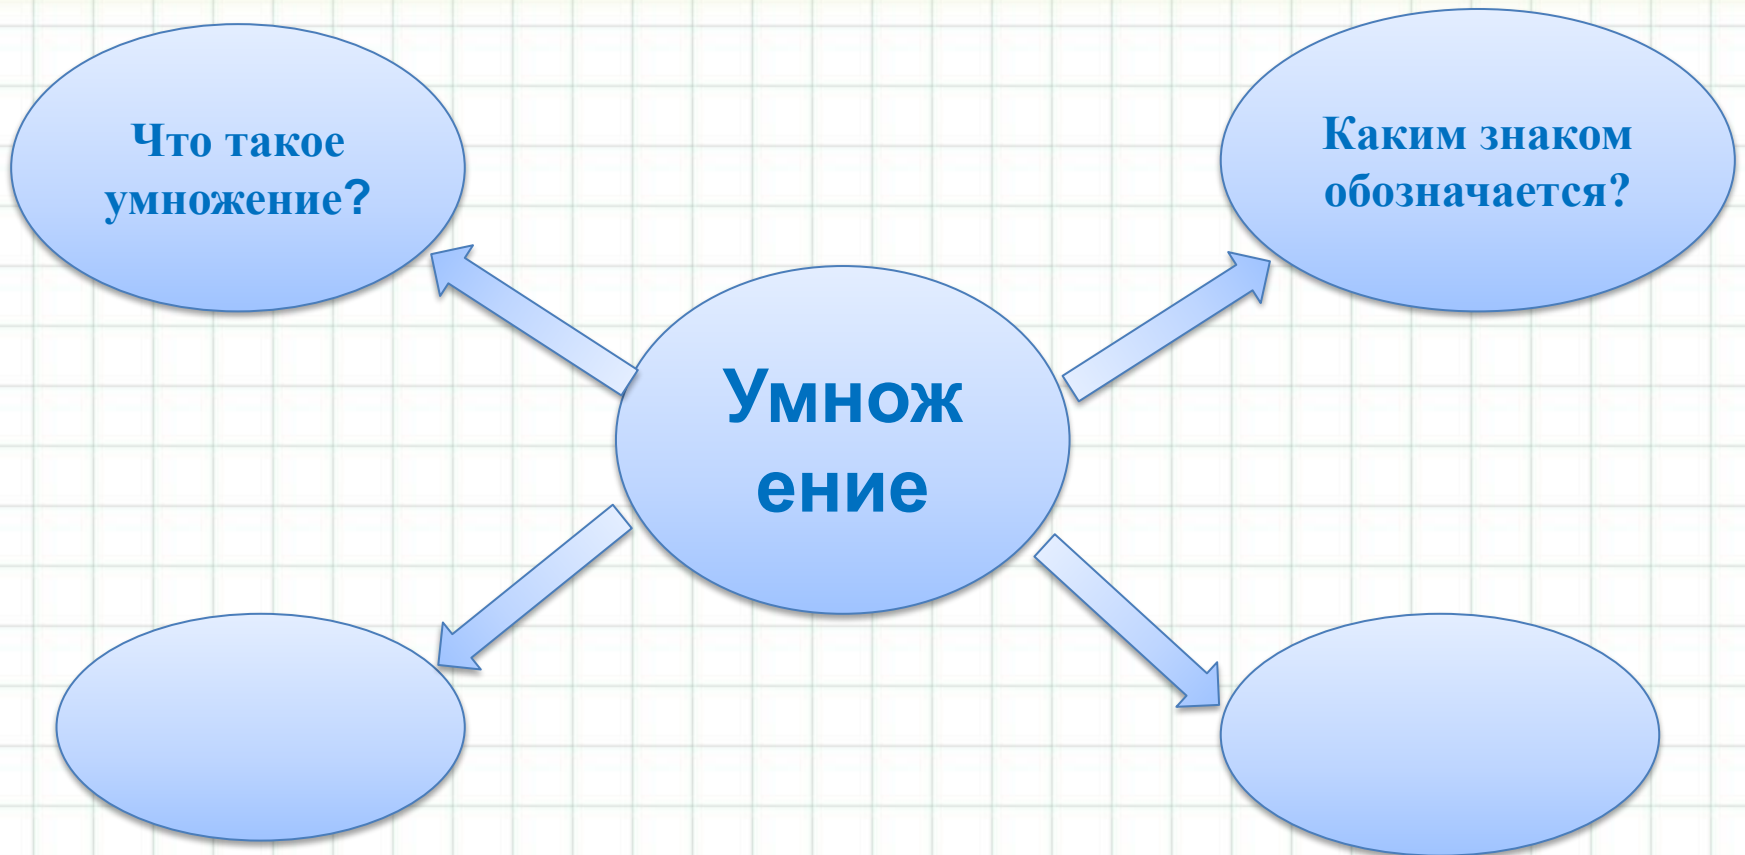 Что такое
умножение?
Каким знаком
обозначается?
Умнож
ение